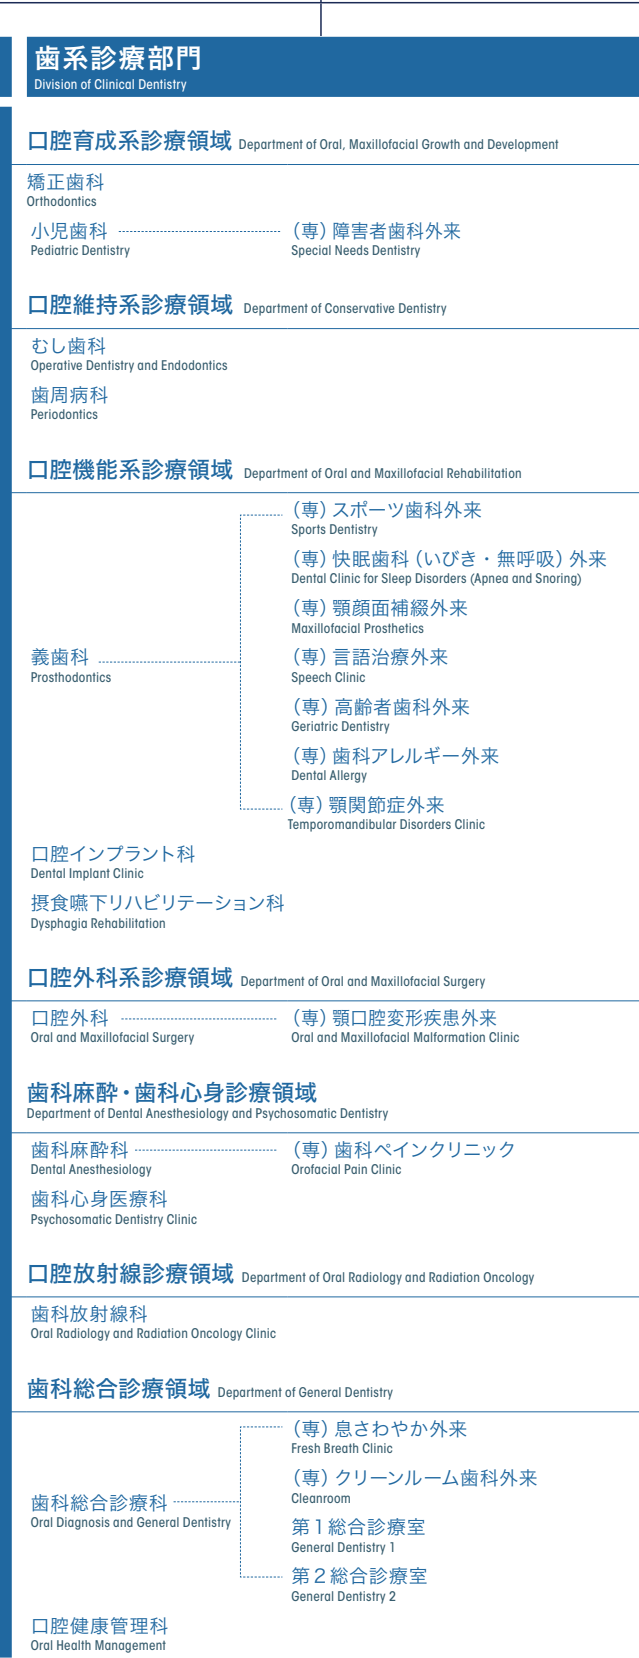 歯系診療部門
Division of Clinical Dentistry
口腔育成系診療領域 Department of Oral, Maxillofacial Growth and Development
矯正歯科
Orthodontics
小児歯科 （専）障害者歯科外来
Pediatric Dentistry Special Needs Dentistry
口腔維持系診療領域 Department of Conservative Dentistry
むし歯科
Operative Dentistry and Endodontics
歯周病科
Periodontics
口腔機能系診療領域 Department of Oral and Maxillofacial Rehabilitation
（専）スポーツ歯科外来
Sports Dentistry
（専）快眠歯科（いびき・無呼吸）外来
Dental Clinic for Sleep Disorders (Apnea and Snoring)
（専）顎顔面補綴外来
Maxillofacial Prosthetics
義歯科 （専）言語治療外来
Prosthodontics Speech Clinic
（専）高齢者歯科外来
Geriatric Dentistry
（専）歯科アレルギー外来
Dental Allergy
（専）顎関節症外来
Temporomandibular Disorders Clinic
口腔インプラント科
Dental Implant Clinic
摂食嚥下リハビリテーション科
Dysphagia Rehabilitation
口腔外科系診療領域 Department of Oral and Maxillofacial Surgery
口腔外科 （専）顎口腔変形疾患外来
Oral and Maxillofacial Surgery Oral and Maxillofacial Malformation Clinic
歯科麻酔・歯科心身診療領域
Department of Dental Anesthesiology and Psychosomatic Dentistry
歯科麻酔科 （専）歯科ペインクリニック
Dental Anesthesiology Orofacial Pain Clinic
歯科心身医療科
Psychosomatic Dentistry Clinic
口腔放射線診療領域 Department of Oral Radiology and Radiation Oncology
歯科放射線科
Oral Radiology and Radiation Oncology Clinic
歯科総合診療領域 Department of General Dentistry
（専）息さわやか外来
Fresh Breath Clinic
（専）クリーンルーム歯科外来
Cleanroom
歯科総合診療科
Oral Diagnosis and General Dentistry
第1総合診療室
General Dentistry 1
第2総合診療室
General Dentistry 2
口腔健康管理科
Oral Health Management